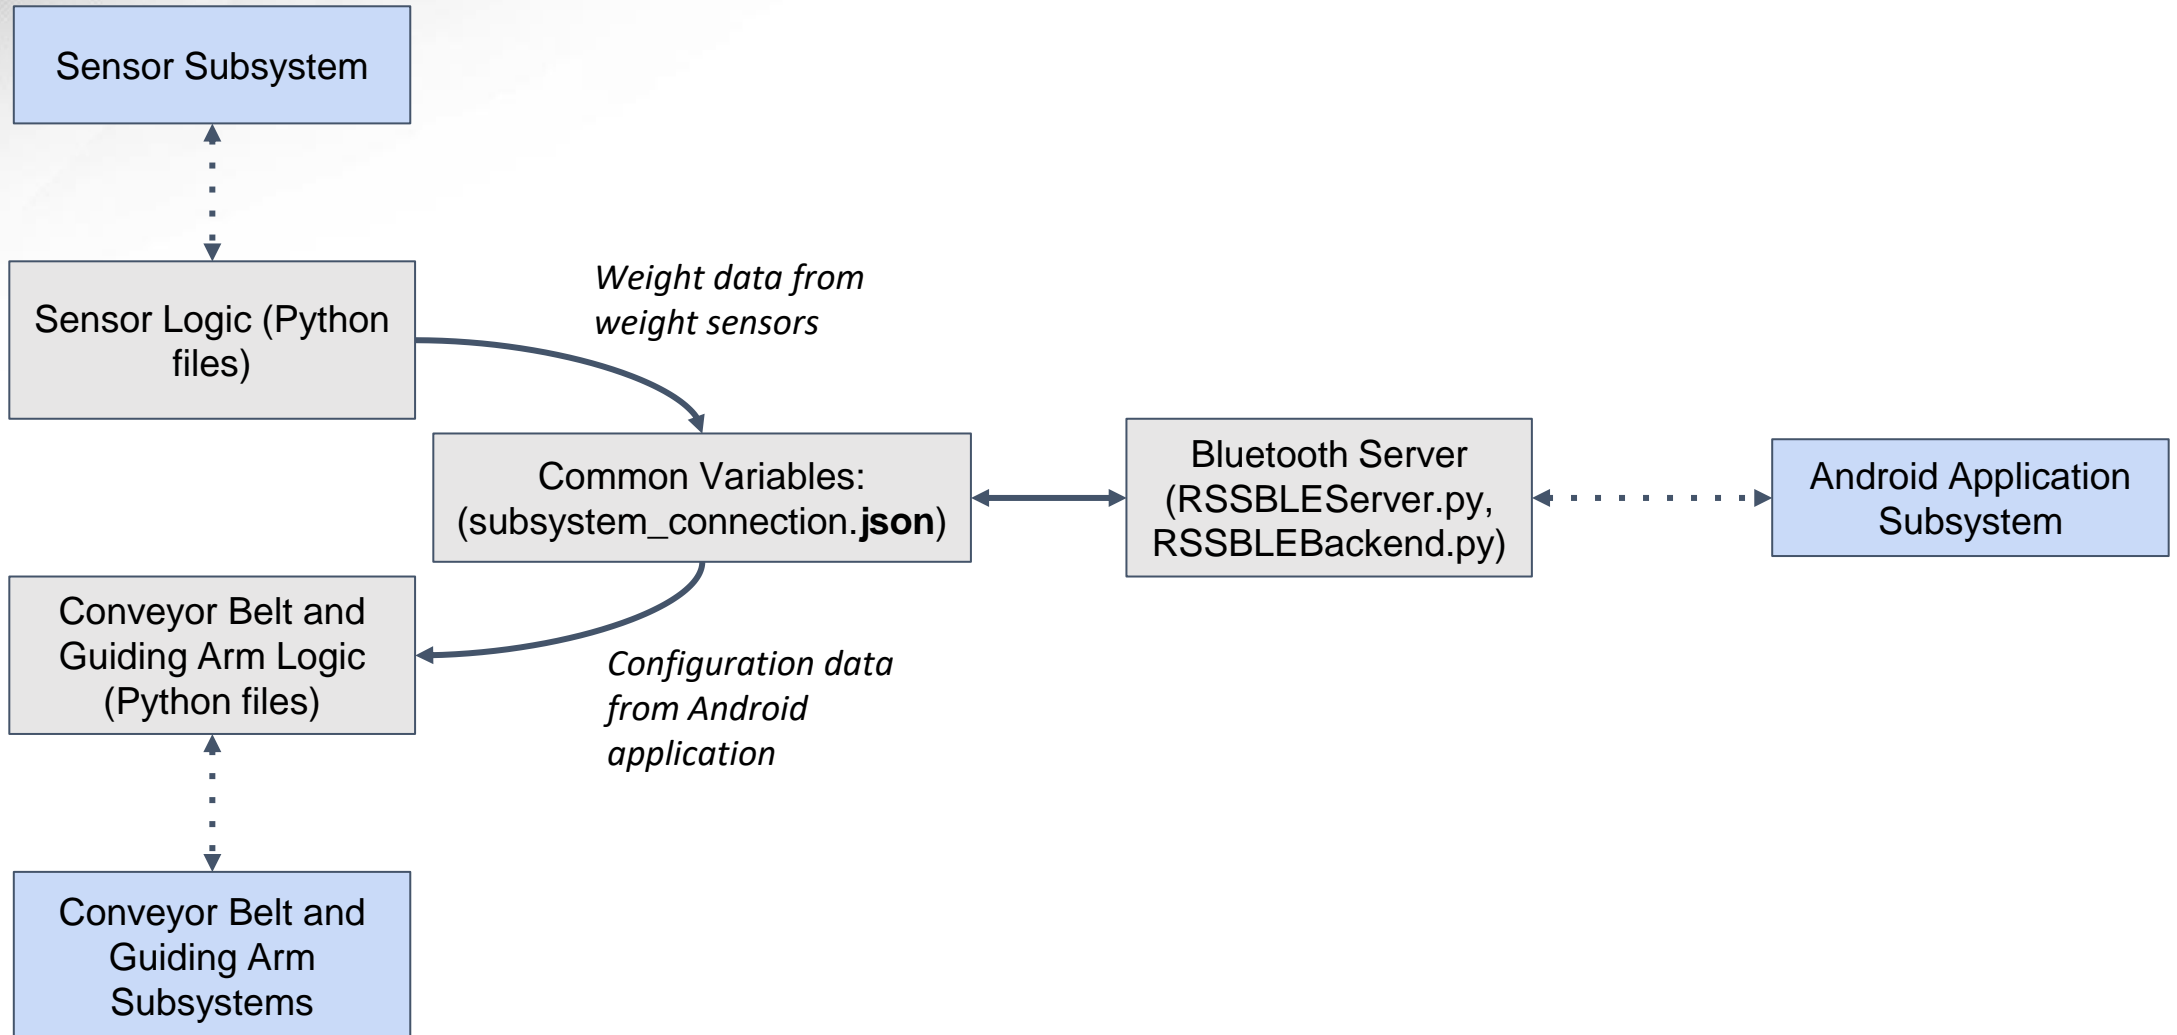 Sensor Subsystem
Sensor Logic (Python
files)
Weight data from
weight sensors
Common Variables:
(subsystem_connection.json)
Bluetooth Server
(RSSBLEServer.py,
RSSBLEBackend.py)
Android Application
Subsystem
Conveyor Belt and
Guiding Arm Logic
(Python files)
Configuration data
from Android
application
Conveyor Belt and
Guiding Arm
Subsystems